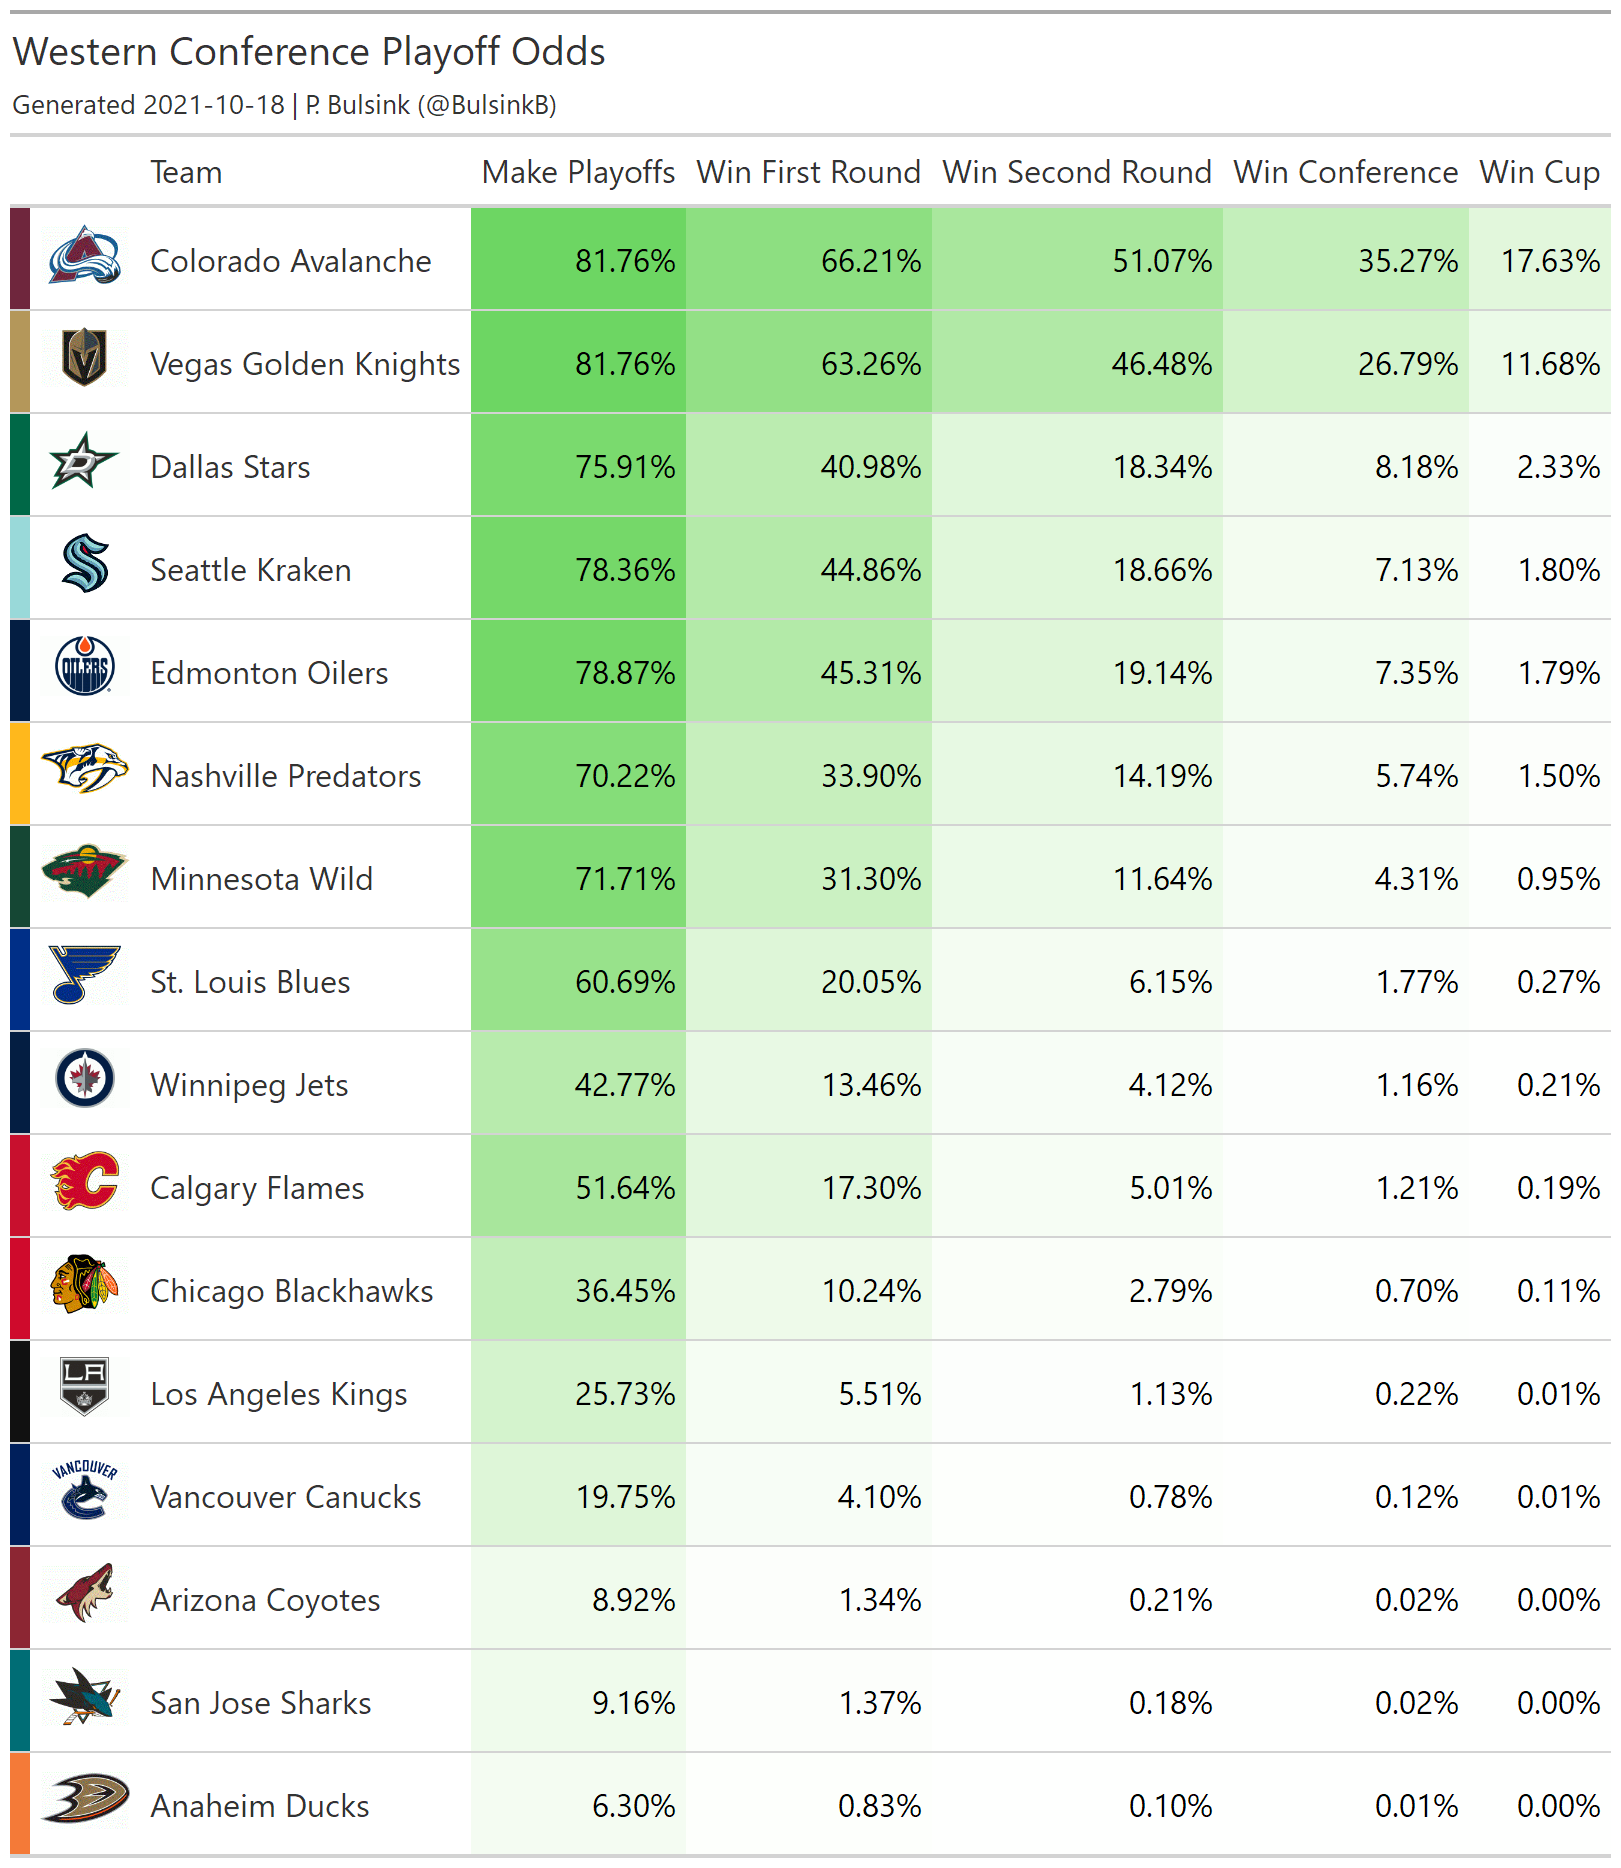 Western Conference Playoff Odds
Generated 2021-10-18 | P. Bulsink (@BulsinkB)
Team Make Playoffs Win First Round Win Second Round Win Conference Win Cup
Colorado Avalanche 81.76% 66.21% 51.07% 35.27% 17.63%
Vegas Golden Knights 81.76% 63.26% 46.48% 26.79% 11.68%
Dallas Stars 75.91% 40.98% 18.34% 8.18% 2.33%
Seattle Kraken 78.36% 44.86% 18.66% 7.13% 1.80%
OILERS Edmonton Oilers 78.87% 45.31% 19.14% 7.35% 1.79%
Nashville Predators 70.22% 33.90% 14.19% 5.74% 1.50%
Minnesota Wild 71.71% 31.30% 11.64% 4.31% 0.95%
St. Louis Blues 60.69% 20.05% 6.15% 1.77% 0.27%
Winnipeg Jets 42.77% 13.46% 4.12% 1.16% 0.21%
Calgary Flames 51.64% 17.30% 5.01% 1.21% 0.19%
Chicago Blackhawks 36.45% 10.24% 2.79% 0.70% 0.11%
LA Los Angeles Kings 25.73% 5.51% 1.13% 0.22% 0.01%
VANCOUVER Vancouver Canucks 19.75% 4.10% 0.78% 0.12% 0.01%
Arizona Coyotes 8.92% 1.34% 0.21% 0.02% 0.00%
San Jose Sharks 9.16% 1.37% 0.18% 0.02% 0.00%
Anaheim Ducks 6.30% 0.83% 0.10% 0.01% 0.00%